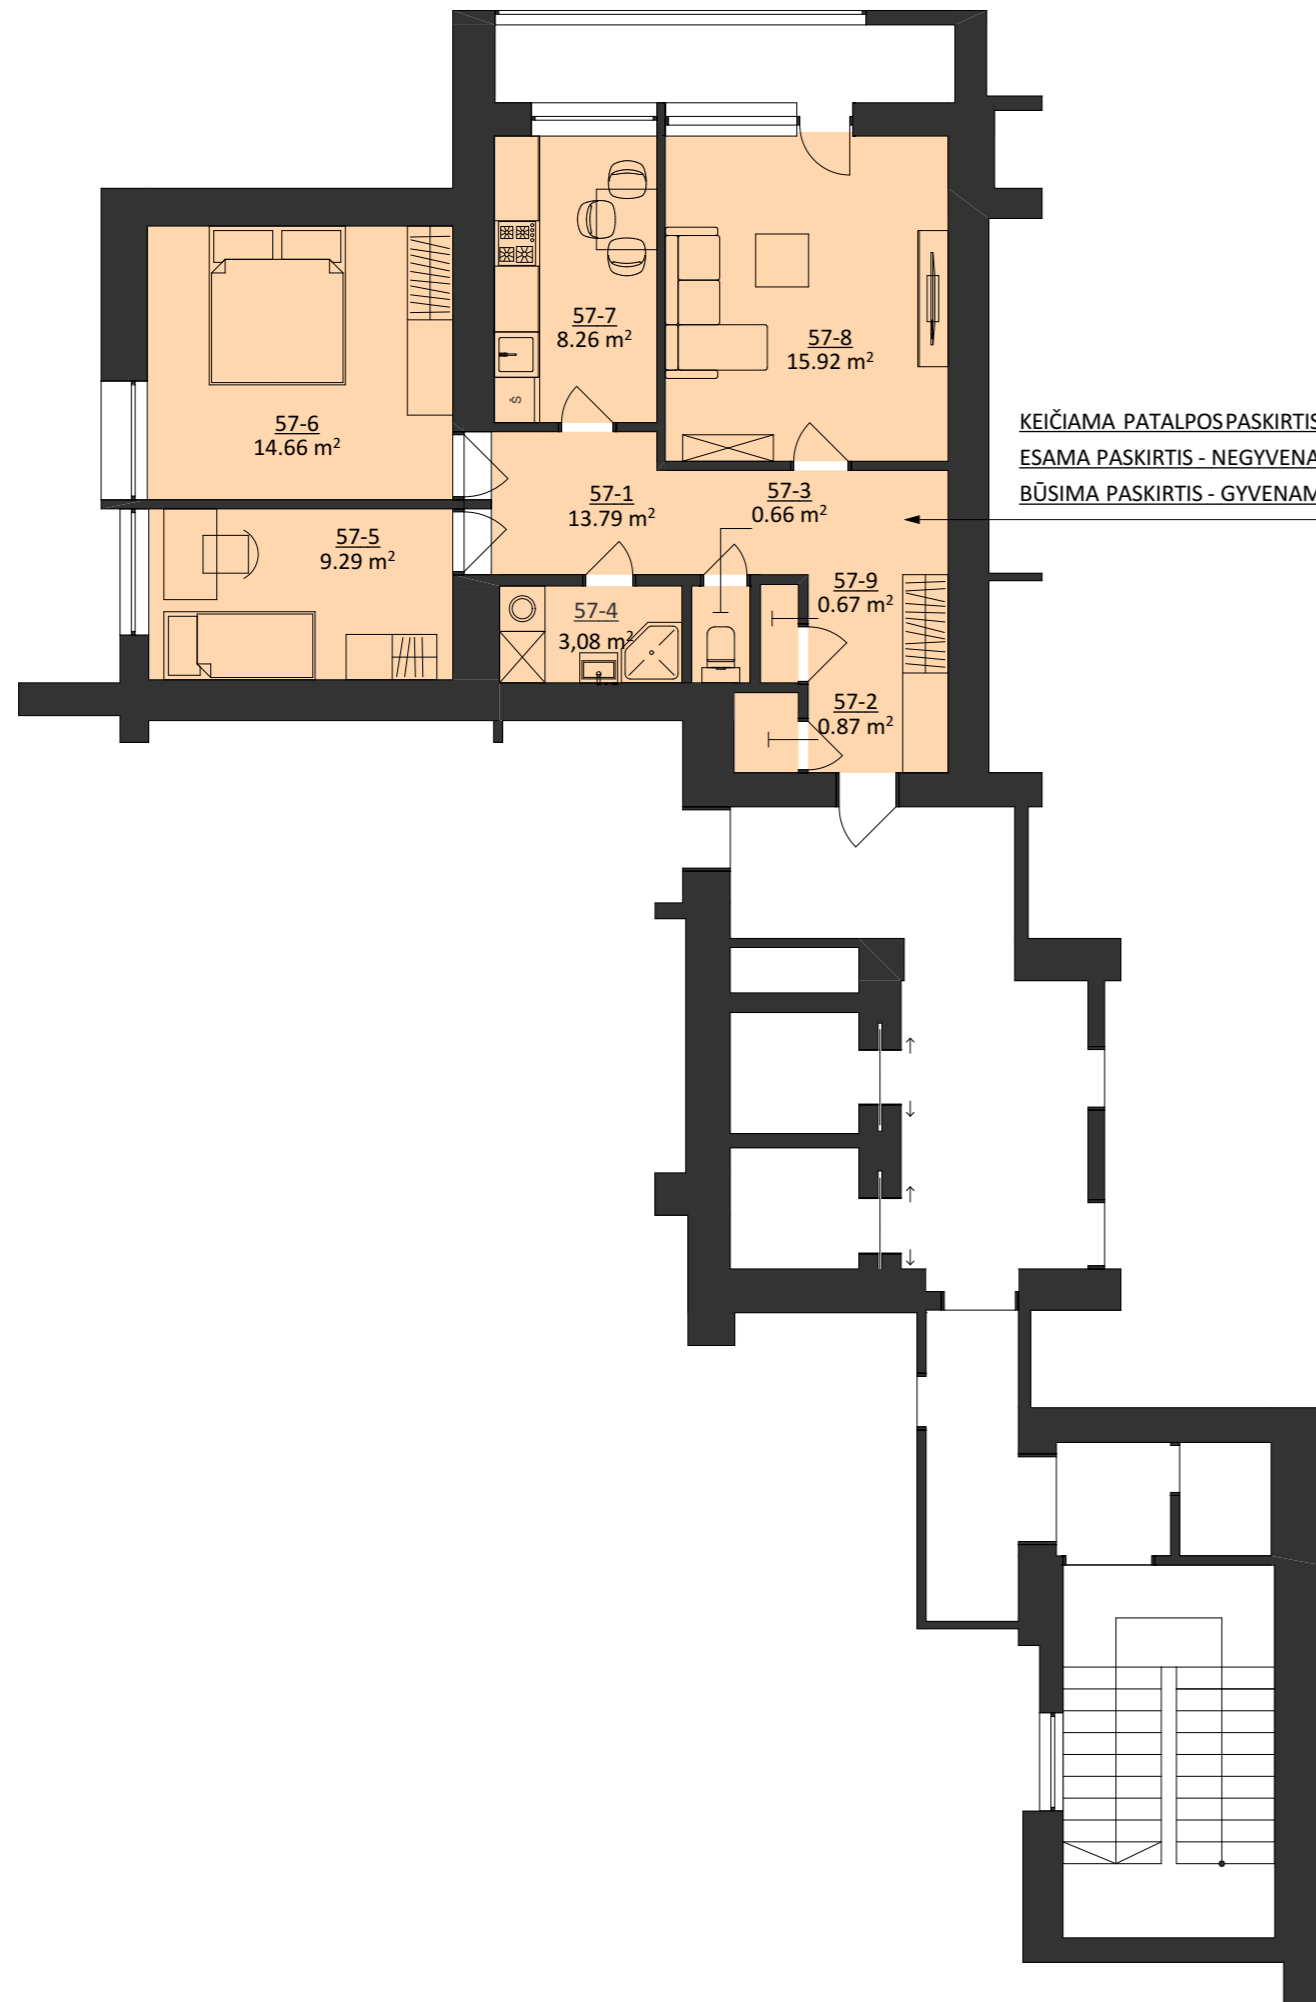 57-7
8.26 m²
57-8
15.92 m²
57-6
14.66 m²
Š
KEIČIAMA PATALPOS PASKIRTIS
ESAMA PASKIRTIS - NEGYVENA
BŪSIMA PASKIRTIS - GYVENAM
57-1
13.79 m²
57-3
0.66 m²
57-5
9.29 m²
57-9
0.67 m²
57-4
3,08 m²
57-2
0.87 m²